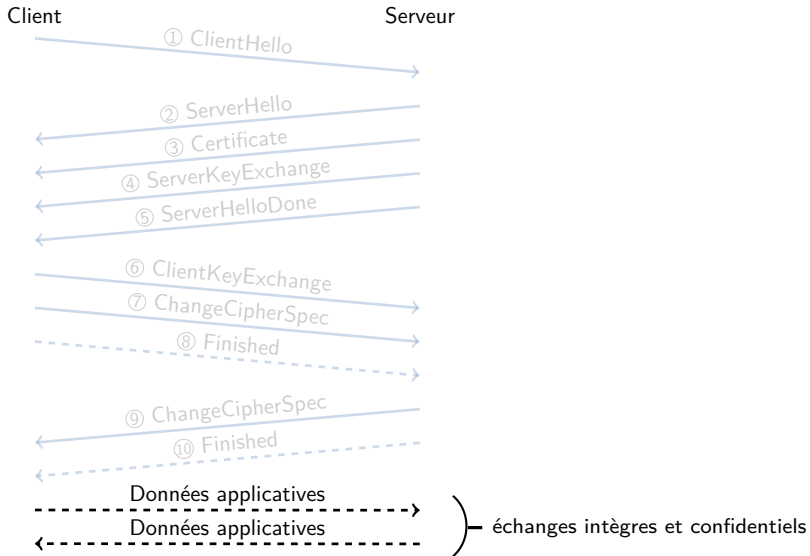 Client Serveur
① ClientHello
② ServerHello
③ Certificate
④ ServerKeyExchange
⑤ ServerHelloDone
⑥ ClientKeyExchange
⑦ ChangeCipherSpec
⑧ Finished
⑨ ChangeCipherSpec
⑩ Finished
Données applicatives
Données applicatives
échanges intègres et confidentiels